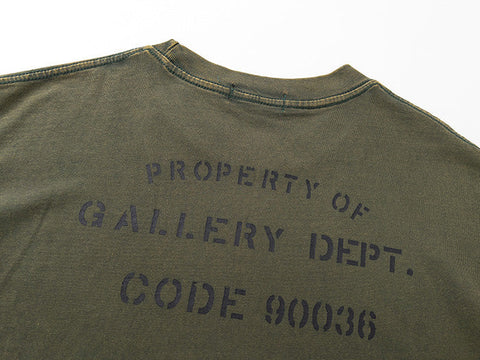 PROPERTY OF
GALLERY DEPT.
CODE 90036